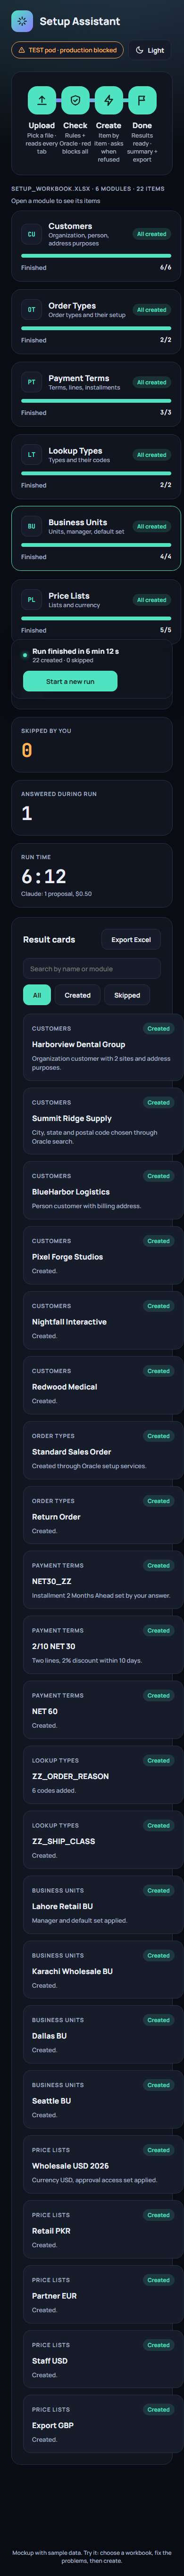 Setup Assistant
TEST pod · production blocked
Light
Upload
Pick a file ·
reads every
tab
Check
Rules +
Oracle · red
blocks all
Create
Item by
item · asks
when
refused
Done
Results
ready ·
summary +
export
SETUP_WORKBOOK.XLSX · 6 MODULES · 22 ITEMS
Open a module to see its items
CU
Customers
Organization, person,
address purposes
All created
Finished
6/6
OT
Order Types
Order types and their setup
All created
Finished
2/2
PT
Payment Terms
Terms, lines, installments
All created
Finished
3/3
LT
Lookup Types
Types and their codes
All created
Finished
2/2
BU
Business Units
Units, manager, default set
All created
Finished
4/4
PL
Price Lists
Lists and currency
All created
Finished
5/5
Run finished in 6 min 12 s
22 created · 0 skipped
Start a new run
SKIPPED BY YOU
0
ANSWERED DURING RUN
1
RUN TIME
6:12
Claude: 1 proposal, $0.50
Result cards
Export Excel
Search by name or module
All
Created
Skipped
CUSTOMERS
Created
Harborview Dental Group
Organization customer with 2 sites and address
purposes.
CUSTOMERS
Created
Summit Ridge Supply
City, state and postal code chosen through
Oracle search.
CUSTOMERS
Created
BlueHarbor Logistics
Person customer with billing address.
CUSTOMERS
Created
Pixel Forge Studios
Created.
CUSTOMERS
Created
Nightfall Interactive
Created.
CUSTOMERS
Created
Redwood Medical
Created.
ORDER TYPES
Created
Standard Sales Order
Created through Oracle setup services.
ORDER TYPES
Created
Return Order
Created.
PAYMENT TERMS
Created
NET30_ZZ
Installment 2 Months Ahead set by your answer.
PAYMENT TERMS
Created
2/10 NET 30
Two lines, 2% discount within 10 days.
PAYMENT TERMS
Created
NET 60
Created.
LOOKUP TYPES
Created
ZZ_ORDER_REASON
6 codes added.
LOOKUP TYPES
Created
ZZ_SHIP_CLASS
Created.
BUSINESS UNITS
Created
Lahore Retail BU
Manager and default set applied.
BUSINESS UNITS
Created
Karachi Wholesale BU
Created.
BUSINESS UNITS
Created
Dallas BU
Created.
BUSINESS UNITS
Created
Seattle BU
Created.
PRICE LISTS
Created
Wholesale USD 2026
Currency USD, approval access set applied.
PRICE LISTS
Created
Retail PKR
Created.
PRICE LISTS
Created
Partner EUR
Created.
PRICE LISTS
Created
Staff USD
Created.
PRICE LISTS
Created
Export GBP
Created.
Mockup with sample data. Try it: choose a workbook, fix the
problems, then create.